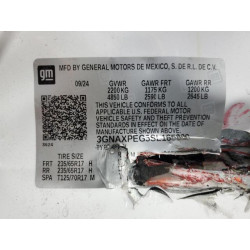 gm
MFD BY GENERAL MOTORS DE MEXICO, S. DE R.L. DE C.V.
09/24 GVWR GAWR FRT GAWR RR
2200 KG 1175 KG 1200 KG
4850 LB 2590 LB 2645 LB
THIS VEHICLE CONFORMS TO ALL
APPLICABLE U.S. FEDERAL MOTOR
VEHICLE SAFETY AND THEFT PREVENTION
STANDARDS IN EFFECT ON THE DATE OF
MANUFACTURE SHOWN ABOVE.
TIRE SIZE
FRT 235/65R17 H
RR 235/65R17 H
SPA T125/70R17 M